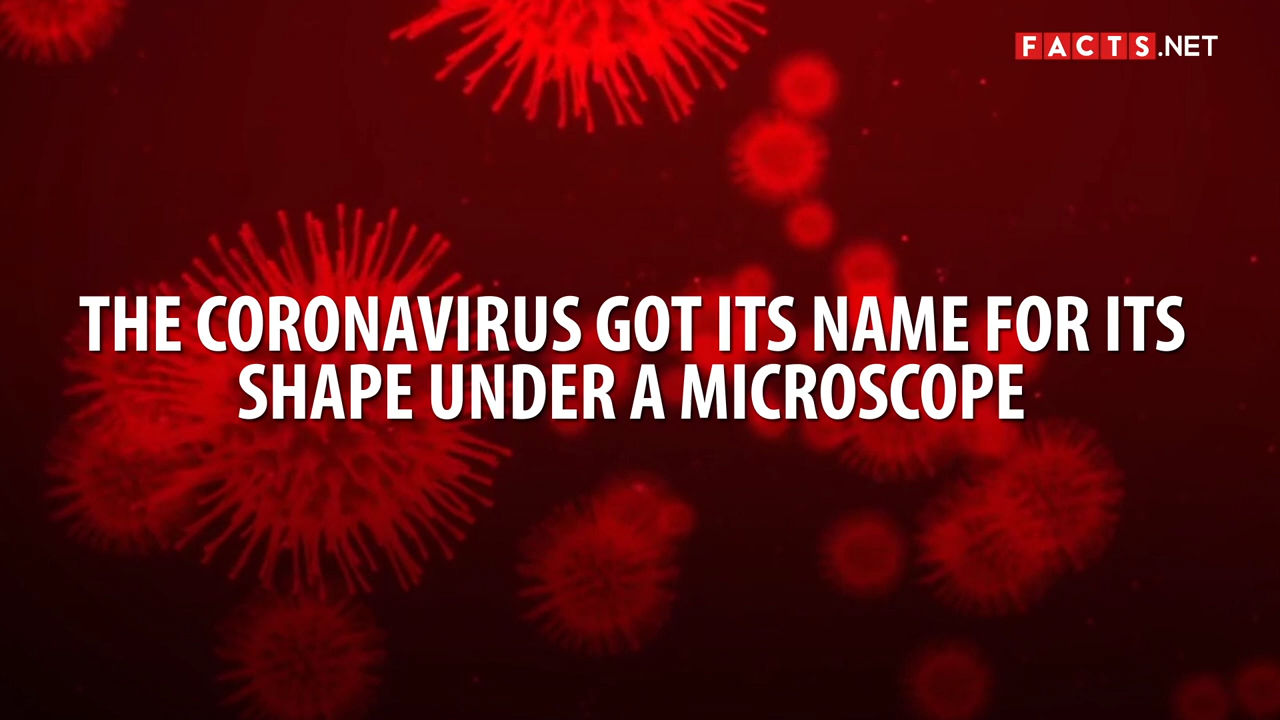 FACTS.NET
THE CORONAVIRUS GOT ITS NAME FOR ITS
SHAPE UNDER A MICROSCOPE